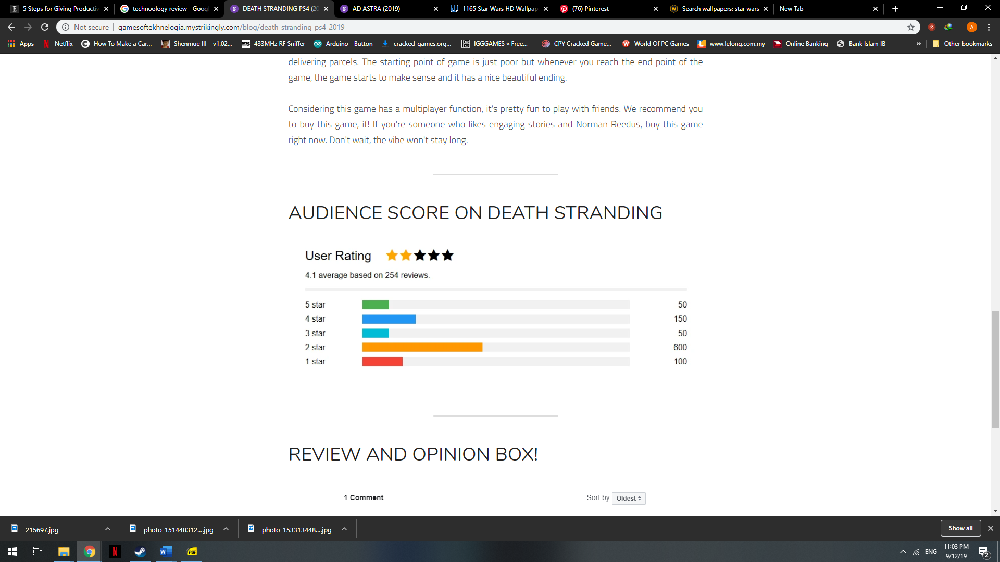 5 Steps for Giving Productiv
technoology review - Goog
DEATH STRANDING PS4 (20
AD ASTRA (2019)
1165 Star Wars HD Wallpap
(76) Pinterest
Search wallpapers: star wars
New Tab
Not secure
gamesoftekhnelogia.mystrikingly.com/blog/death-stranding-ps4-2019
A
Apps
Netflix
How To Make a Car...
Shenmue III – v1.02...
433MHz RF Sniffer
Arduino - Button
cracked-games.org...
IGGGAMES » Free...
CPY Cracked Game...
World Of PC Games
www.lelong.com.my
Online Banking
Bank Islam IB
»
Other bookmarks
delivering parcels. The starting point of game is just poor but whenever you reach the end point of the
game, the game starts to make sense and it has a nice beautiful ending.
Considering this game has a multiplayer function, it's pretty fun to play with friends. We recommend you
to buy this game, if! If you're someone who likes engaging stories and Norman Reedus, buy this game
right now. Don't wait, the vibe won't stay long.
AUDIENCE SCORE ON DEATH STRANDING
User Rating
4.1 average based on 254 reviews.
5 star 50
4 star 150
3 star 50
2 star 600
1 star 100
REVIEW AND OPINION BOX!
1 Comment
Sort by Oldest
215697.jpg
photo-151448312....jpg
photo-153313448....jpg
Show all
ENG
11:03 PM
9/12/19
2